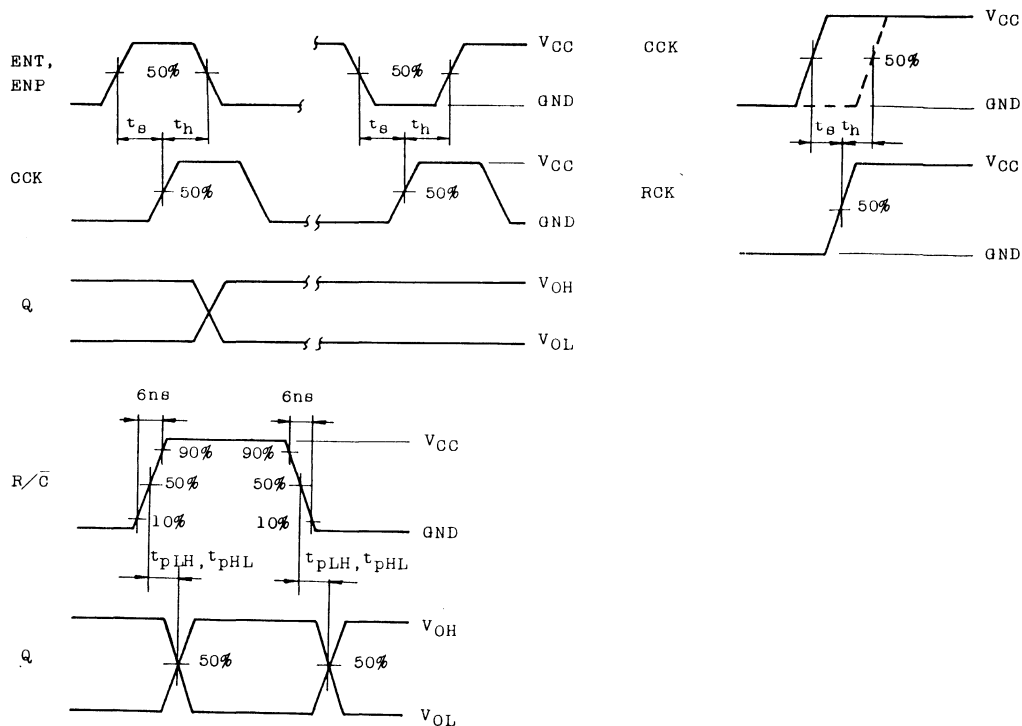 ENT,
ENP
50%
50%
VCC
GND
ts
th
ts
th
CCK
50%
50%
VCC
GND
Q
VOH
VOL
CCK
50%
VCC
GND
ts
th
RCK
50%
VCC
GND
6ns
6ns
R/C̄
90%
90%
VCC
50%
50%
10%
10%
GND
tpLH, tpHL
tpLH, tpHL
Q
50%
50%
VOH
VOL